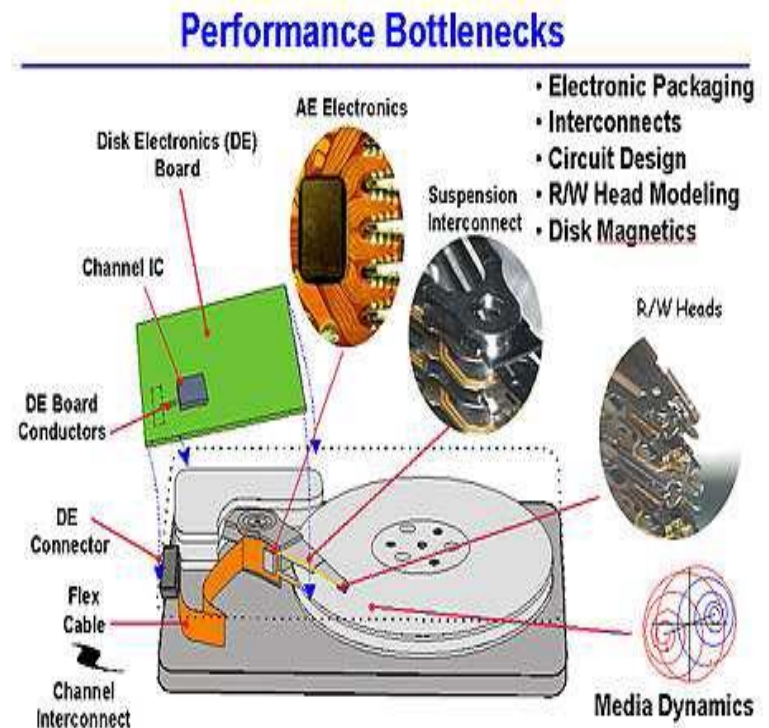 Performance Bottlenecks
AE Electronics
• Electronic Packaging
• Interconnects
• Circuit Design
• R/W Head Modeling
• Disk Magnetics
Disk Electronics (DE)
Board
Suspension
Interconnect
Channel IC
R/W Heads
DE Board
Conductors
DE
Connector
Flex
Cable
Channel
Interconnect
Media Dynamics